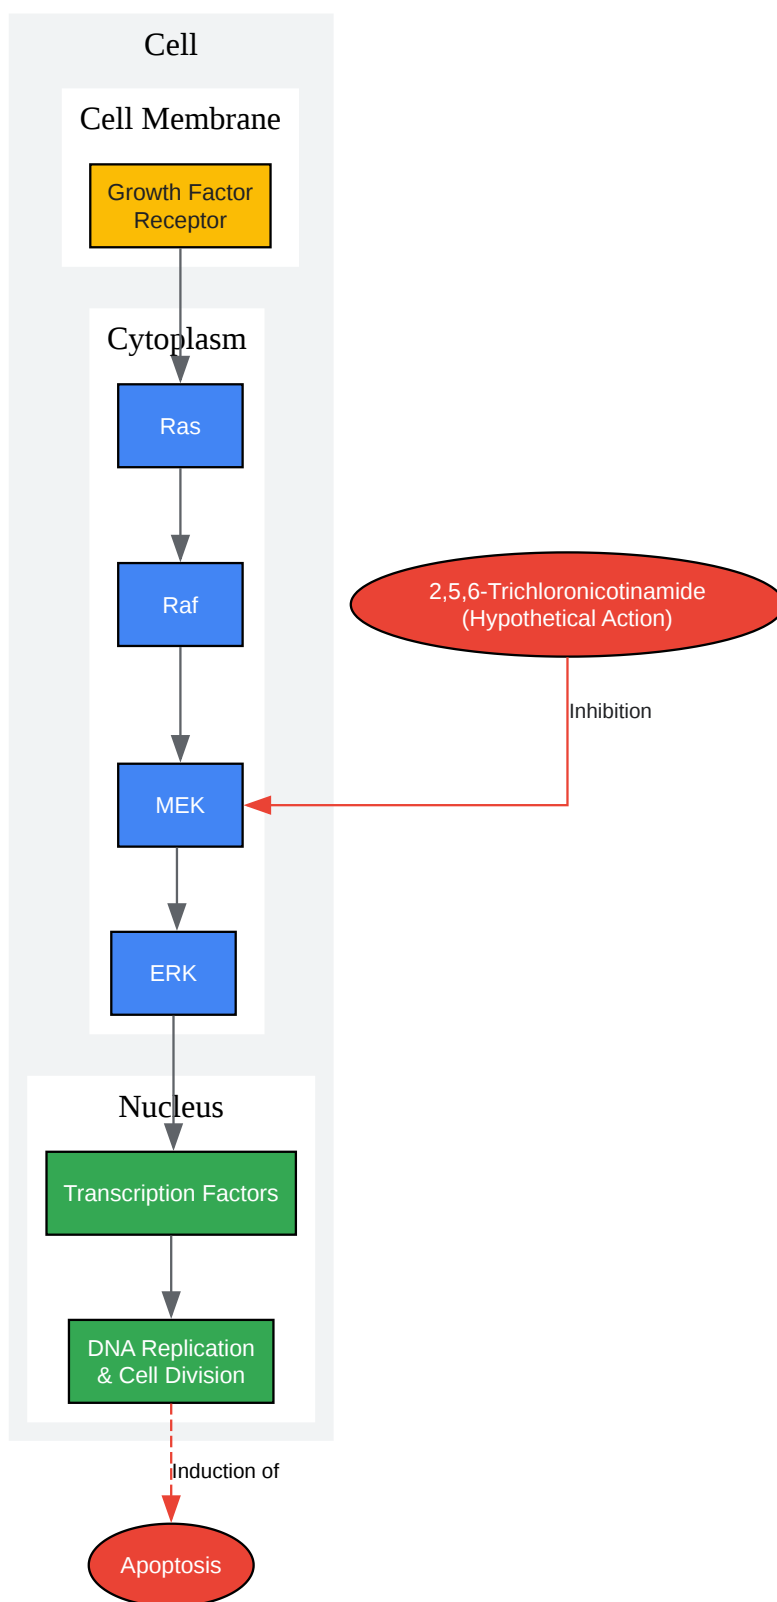 Cell
Cell Membrane
Growth Factor
Receptor
Cytoplasm
Ras
Raf
2,5,6-Trichloronicotinamide
(Hypothetical Action)
Inhibition
MEK
ERK
Nucleus
Transcription Factors
DNA Replication
& Cell Division
Induction of
Apoptosis